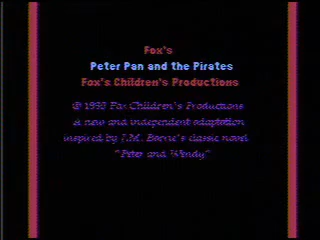 Fox's
Peter Pan and the Pirates
Fox's Children's Productions
© 1990 Fox Children's Productions
A new and independent adaptation
inspired by J.M. Barrie's classic novel
"Peter and Wendy"